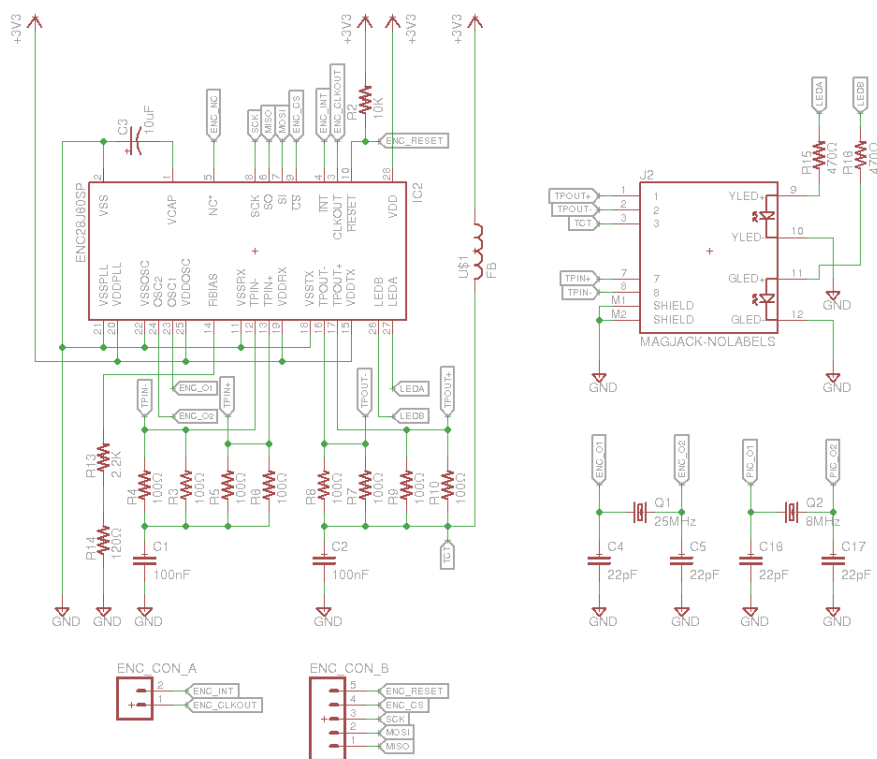 +3V3 +3V3 +3V3
C3 10uF
ENC_NC SCK MISO MOSI ENC_CS ENC_INT ENC_CLKOUT
R2 10K
ENC_RESET
2 1 5 8 6 7 9 4 3 10 28
VSS VCAP NC* SCK SO SI CS INT CLKOUT RESET VDD
ENC28J60SP IC2
VSSPLL VDDPLL VSSOSC OSC2 OSC1 VDDOSC RBIAS VSSRX TPIN- TPIN+ VDDRX VSSTX TPOUT- TPOUT+ VDDTX LEDB LEDA
21 20 22 24 23 25 14 11 12 13 19 18 16 17 15 26 27
U$1 FB
TPIN- ENC_O1 TPIN+ TPOUT- LEDA TPOUT+
ENC_O2 LEDB
R13 2.2K
R4 100Ω R3 100Ω R5 100Ω R6 100Ω R8 100Ω R7 100Ω R9 100Ω R10 100Ω
R14 120Ω
C1 100nF
C2 100nF
TCT
GND GND GND GND
LEDA LEDB
R15 470Ω R16 470Ω
J2
TPOUT+ 1 1 YLED+ 9
TPOUT- 2 2
TCT 3 3 YLED- 10
TPIN+ 7 7 GLED+ 11
TPIN- 8 8
M1 SHIELD
M2 SHIELD GLED- 12
MAGJACK-NOLABELS
GND
GND GND
ENC_O1 ENC_O2 PIC_O1 PIC_O2
Q1 Q2
25MHz 8MHz
C4 C5 C16 C17
22pF 22pF 22pF 22pF
GND GND GND GND
ENC_CON_A
2 ENC_INT
1 ENC_CLKOUT
ENC_CON_B
5 ENC_RESET
4 ENC_CS
3 SCK
2 MOSI
1 MISO